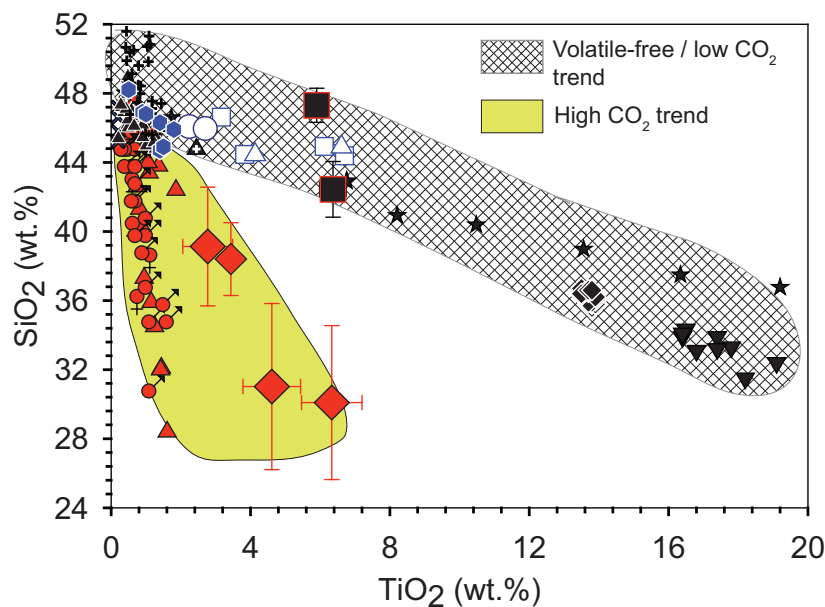 52
48
44
40
36
32
28
24
SiO2 (wt.%)
Volatile-free / low CO2
trend
High CO2 trend
0 4 8 12 16 20
TiO2 (wt.%)